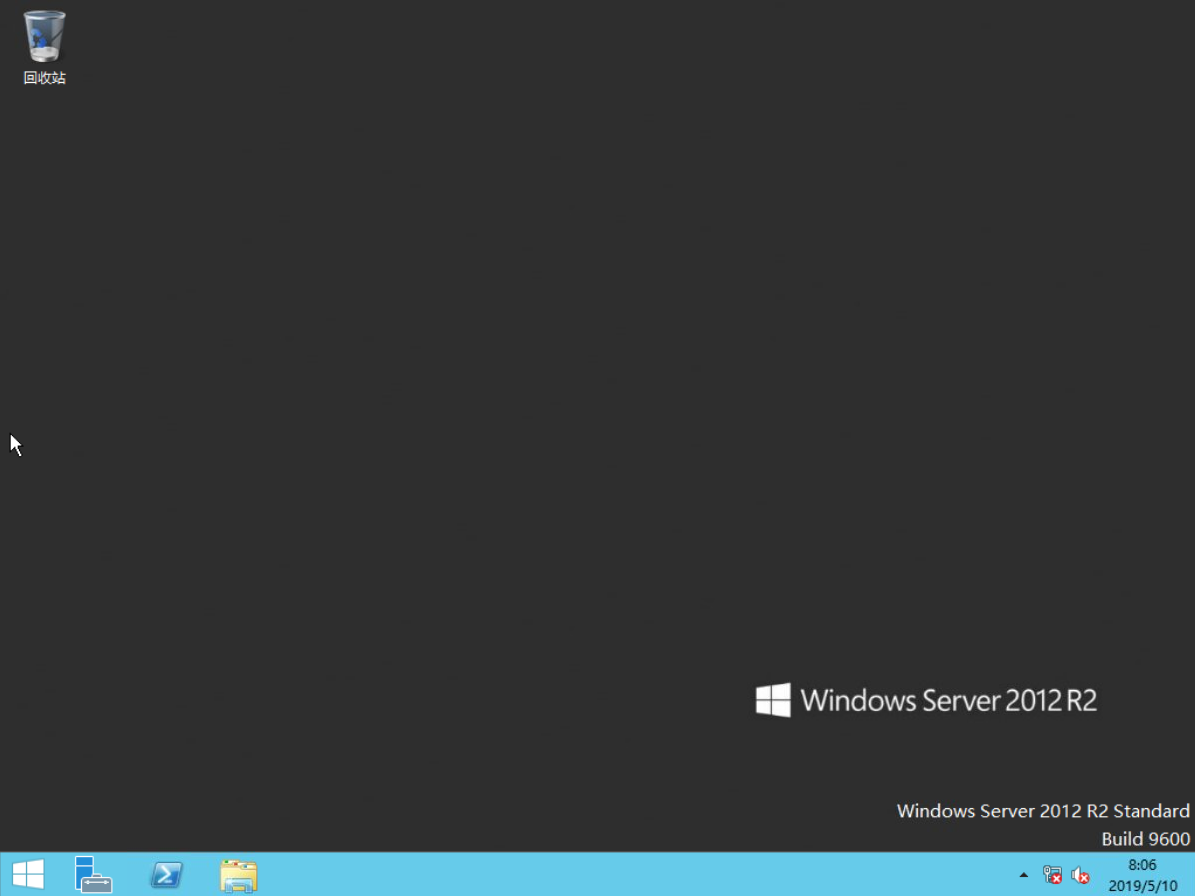 回收站
Windows Server 2012 R2
Windows Server 2012 R2 Standard
Build 9600
8:06
2019/5/10